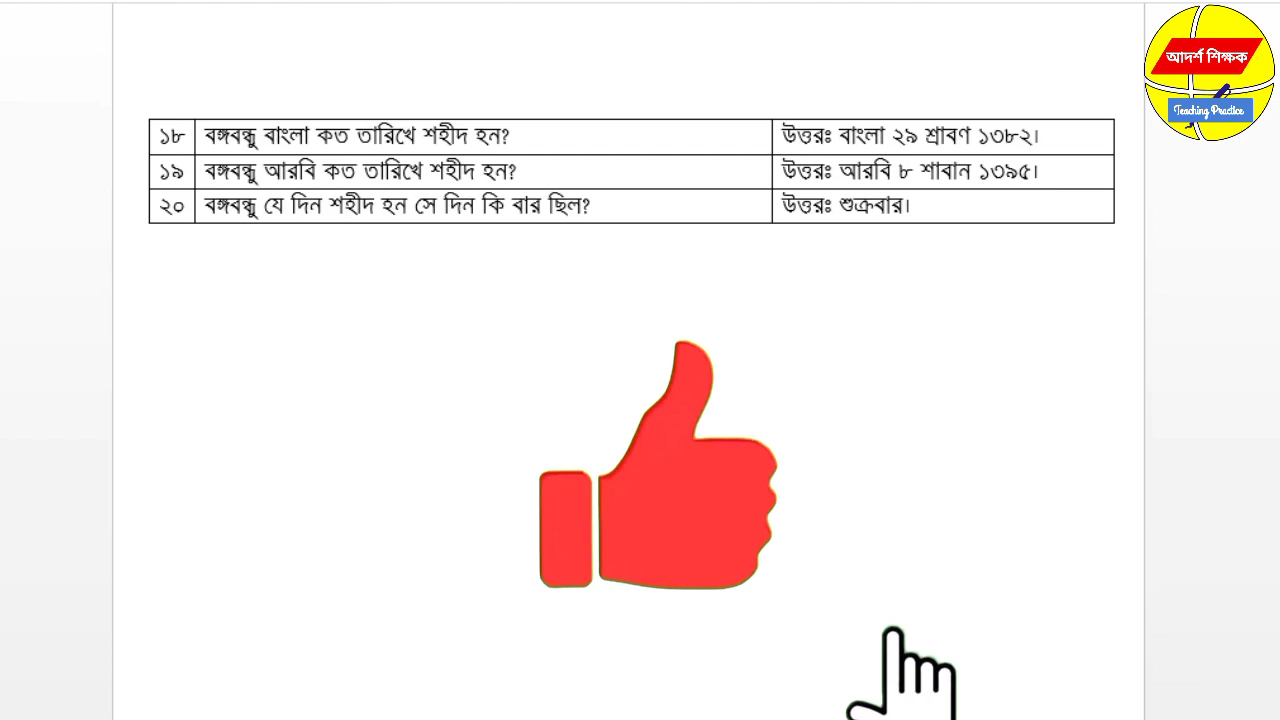 আদর্শ শিক্ষক
Teaching Practice
১৮ বঙ্গবন্ধু বাংলা কত তারিখে শহীদ হন? উত্তরঃ বাংলা ২৯ শ্রাবণ ১৩৮২।
১৯ বঙ্গবন্ধু আরবি কত তারিখে শহীদ হন? উত্তরঃ আরবি ৮ শাবান ১৩৯৫।
২০ বঙ্গবন্ধু যে দিন শহীদ হন সে দিন কি বার ছিল? উত্তরঃ শুক্রবার।